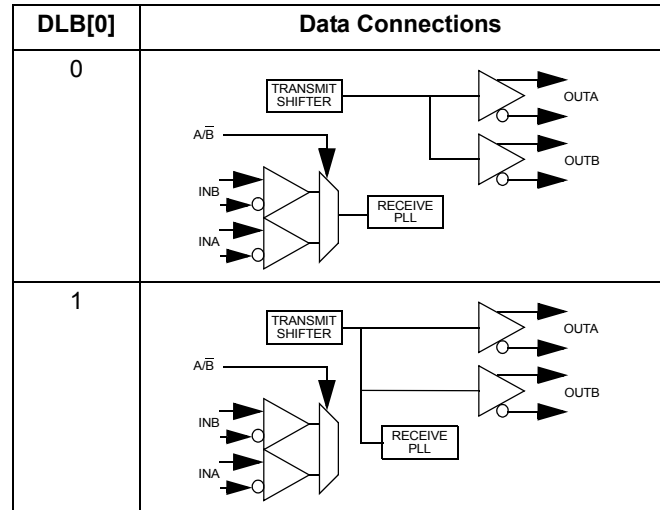 DLB[0] Data Connections
0
TRANSMIT
SHIFTER
OUTA
A/B̅
OUTB
INB
RECEIVE
PLL
INA
1
TRANSMIT
SHIFTER
OUTA
A/B̅
OUTB
INB
RECEIVE
PLL
INA